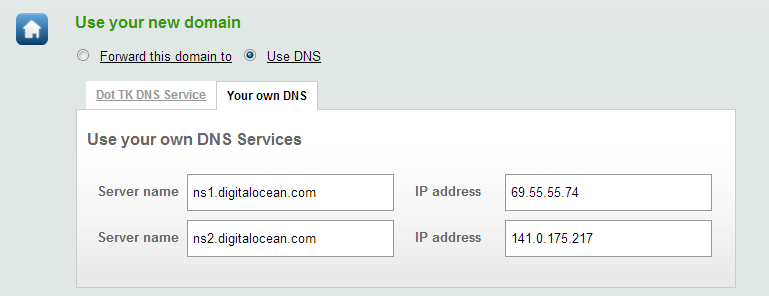 Use your new domain
Forward this domain to Use DNS
Dot TK DNS Service Your own DNS
Use your own DNS Services
Server name ns1.digitalocean.com IP address 69.55.55.74
Server name ns2.digitalocean.com IP address 141.0.175.217